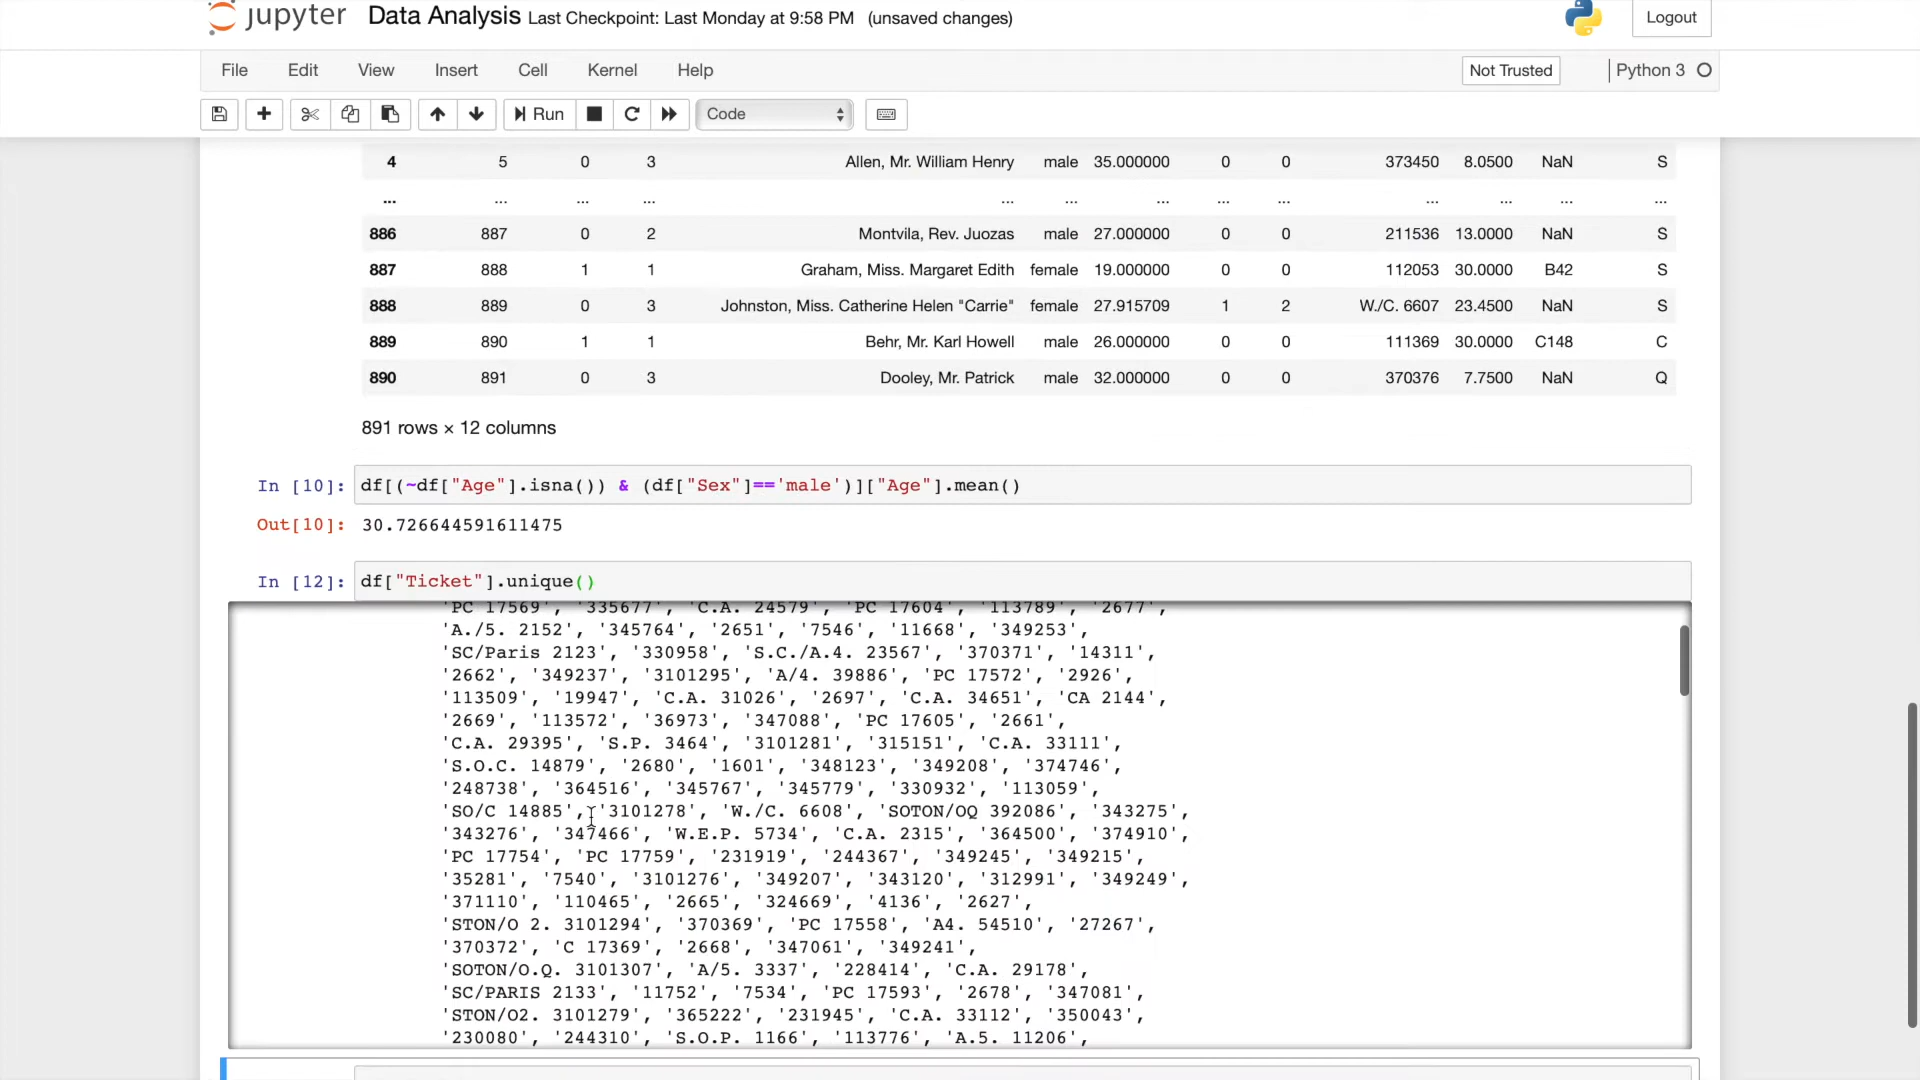 jupyter Data Analysis Last Checkpoint: Last Monday at 9:58 PM (unsaved changes) Logout
File Edit View Insert Cell Kernel Help Not Trusted Python 3
Run Code
4 5 0 3 Allen, Mr. William Henry male 35.000000 0 0 373450 8.0500 NaN S
... ... ... ... ... ... ... ... ... ... ... ... ...
886 887 0 2 Montvila, Rev. Juozas male 27.000000 0 0 211536 13.0000 NaN S
887 888 1 1 Graham, Miss. Margaret Edith female 19.000000 0 0 112053 30.0000 B42 S
888 889 0 3 Johnston, Miss. Catherine Helen "Carrie" female 27.915709 1 2 W./C. 6607 23.4500 NaN S
889 890 1 1 Behr, Mr. Karl Howell male 26.000000 0 0 111369 30.0000 C148 C
890 891 0 3 Dooley, Mr. Patrick male 32.000000 0 0 370376 7.7500 NaN Q
891 rows × 12 columns
In [10]: df[(~df["Age"].isna()) & (df["Sex"]=='male')]["Age"].mean()
Out[10]: 30.726644591611475
In [12]: df["Ticket"].unique()
'PC 17569', '335677', 'C.A. 24579', 'PC 17604', '113789', '2677',
'A./5. 2152', '345764', '2651', '7546', '11668', '349253',
'SC/Paris 2123', '330958', 'S.C./A.4. 23567', '370371', '14311',
'2662', '349237', '3101295', 'A/4. 39886', 'PC 17572', '2926',
'113509', '19947', 'C.A. 31026', '2697', 'C.A. 34651', 'CA 2144',
'2669', '113572', '36973', '347088', 'PC 17605', '2661',
'C.A. 29395', 'S.P. 3464', '3101281', '315151', 'C.A. 33111',
'S.O.C. 14879', '2680', '1601', '348123', '349208', '374746',
'248738', '364516', '345767', '345779', '330932', '113059',
'SO/C 14885', '3101278', 'W./C. 6608', 'SOTON/OQ 392086', '343275',
'343276', '347466', 'W.E.P. 5734', 'C.A. 2315', '364500', '374910',
'PC 17754', 'PC 17759', '231919', '244367', '349245', '349215',
'35281', '7540', '3101276', '349207', '343120', '312991', '349249',
'371110', '110465', '2665', '324669', '4136', '2627',
'STON/O 2. 3101294', '370369', 'PC 17558', 'A4. 54510', '27267',
'370372', 'C 17369', '2668', '347061', '349241',
'SOTON/O.Q. 3101307', 'A/5. 3337', '228414', 'C.A. 29178',
'SC/PARIS 2133', '11752', '7534', 'PC 17593', '2678', '347081',
'STON/O2. 3101279', '365222', '231945', 'C.A. 33112', '350043',
'230080', '244310', 'S.O.P. 1166', '113776', 'A.5. 11206',